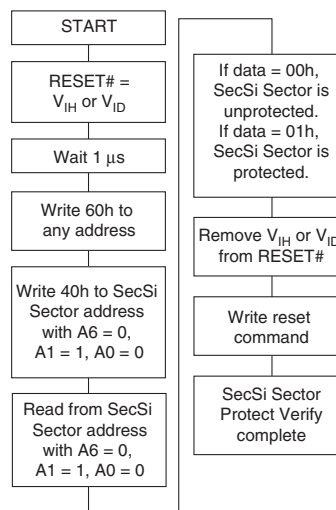 START
RESET# =
VIH or VID
Wait 1 μs
Write 60h to
any address
Write 40h to SecSi
Sector address
with A6 = 0,
A1 = 1, A0 = 0
Read from SecSi
Sector address
with A6 = 0,
A1 = 1, A0 = 0
If data = 00h,
SecSi Sector is
unprotected.
If data = 01h,
SecSi Sector is
protected.
Remove VIH or VID
from RESET#
Write reset
command
SecSi Sector
Protect Verify
complete